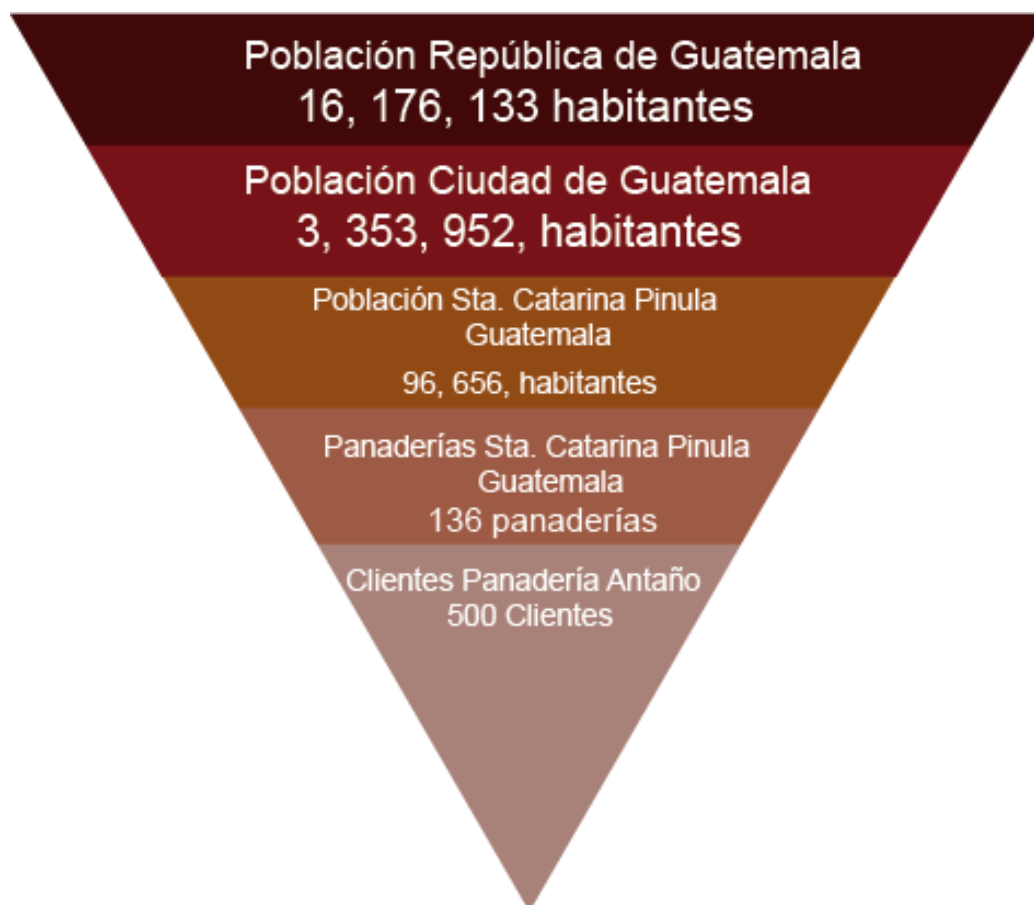 Población República de Guatemala
16, 176, 133 habitantes
Población Ciudad de Guatemala
3, 353, 952, habitantes
Población Sta. Catarina Pinula
Guatemala
96, 656, habitantes
Panaderías Sta. Catarina Pinula
Guatemala
136 panaderías
Clientes Panadería Antaño
500 Clientes